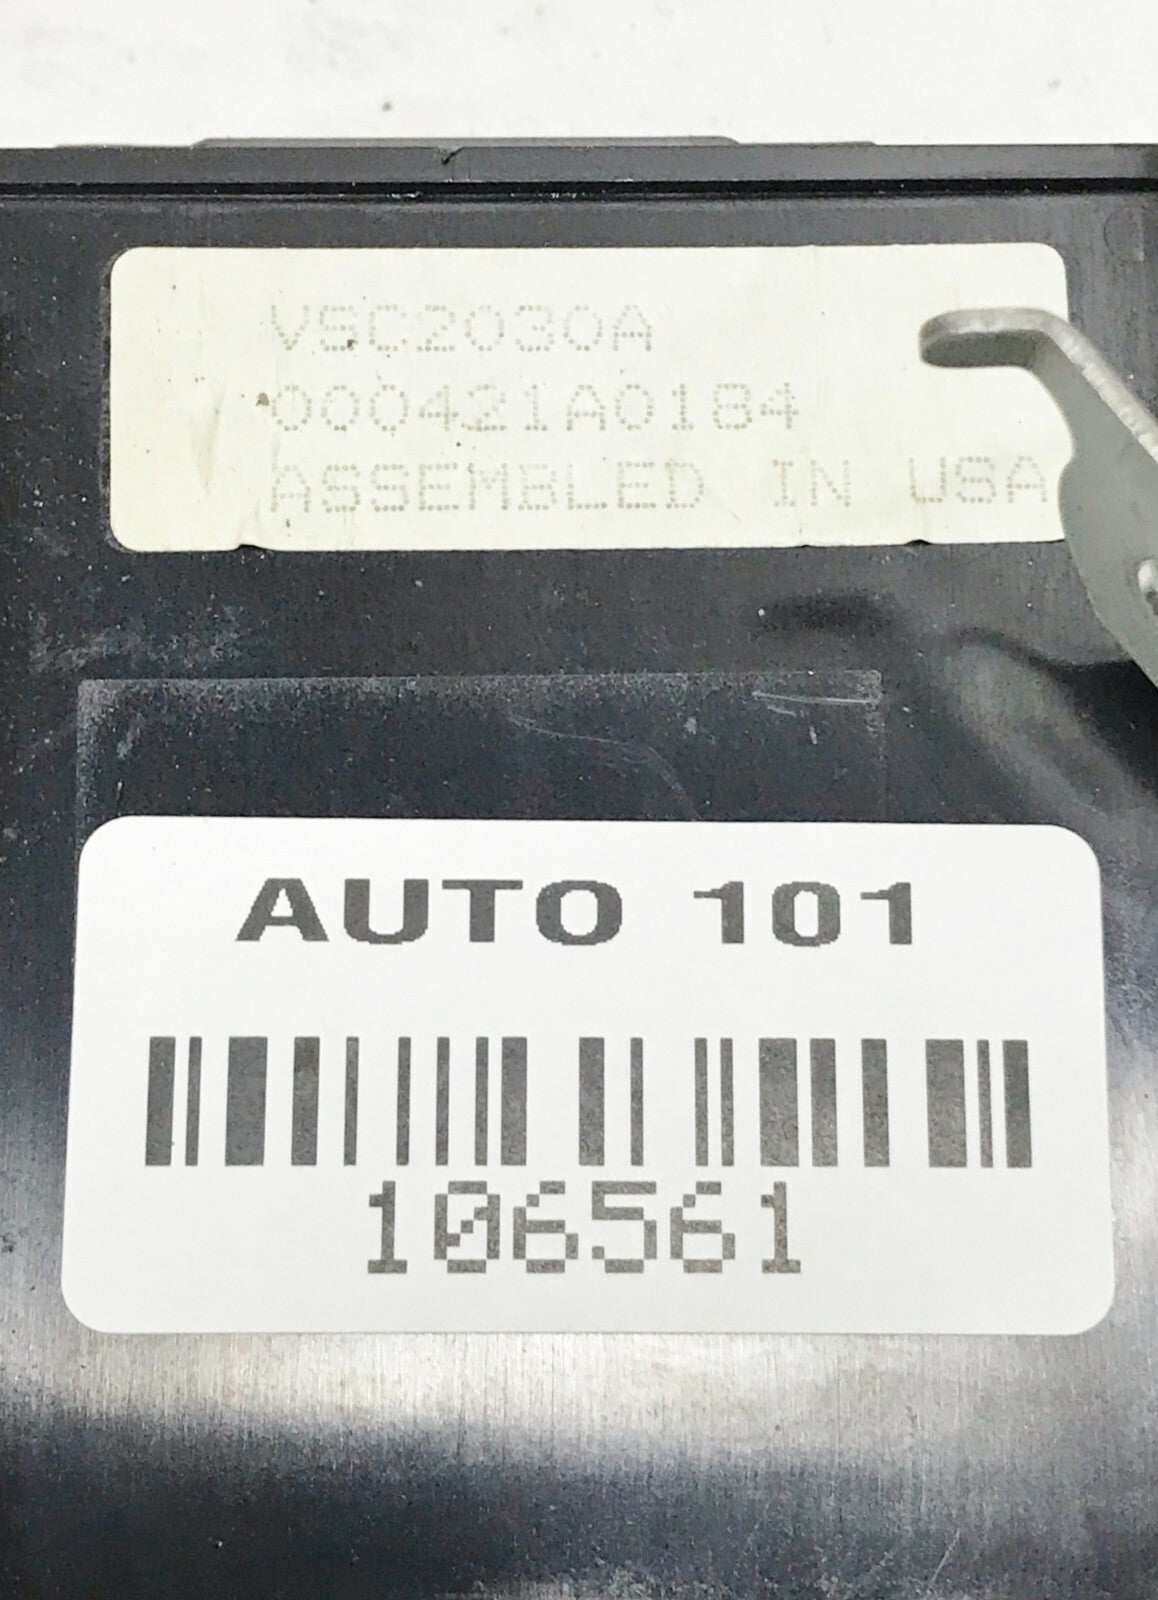 VSC2030A
000421A0184
ASSEMBLED IN USA
AUTO 101
106561